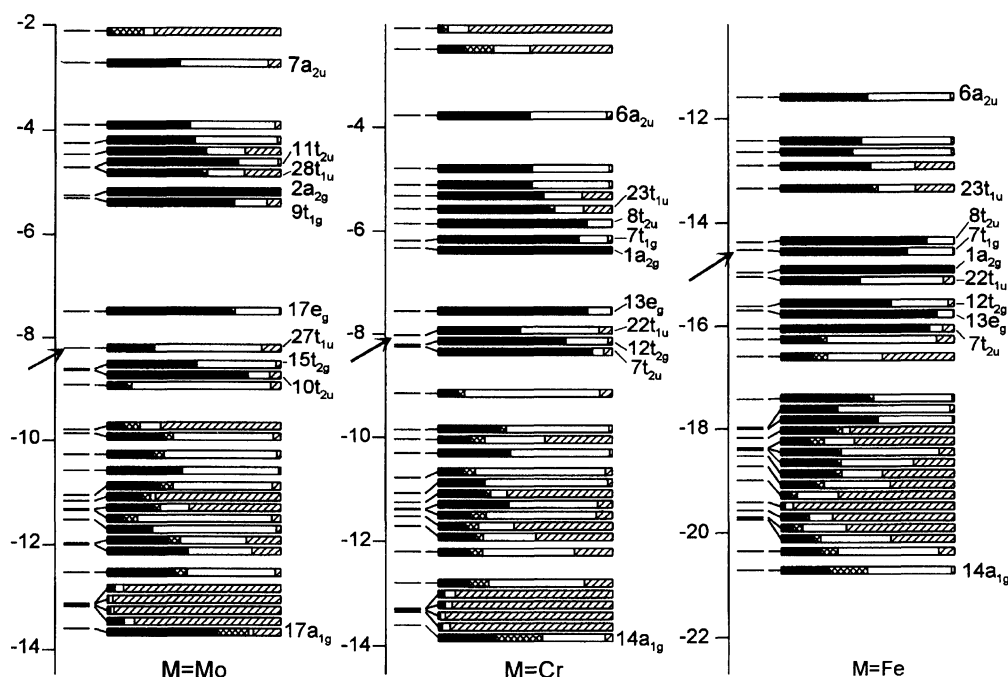 -2
-4
-6
-8
-10
-12
-14
7a2u
11t2u
28t1u
2a2g
9t1g
17eg
27t1u
15t2g
10t2u
17a1g
M=Mo
-2
-4
-6
-8
-10
-12
-14
6a2u
23t1u
8t2u
7t1g
1a2g
13eg
22t1u
12t2g
7t2u
14a1g
M=Cr
-10
-12
-14
-16
-18
-20
-22
6a2u
23t1u
8t2u
7t1g
1a2g
22t1u
12t2g
13eg
7t2u
14a1g
M=Fe